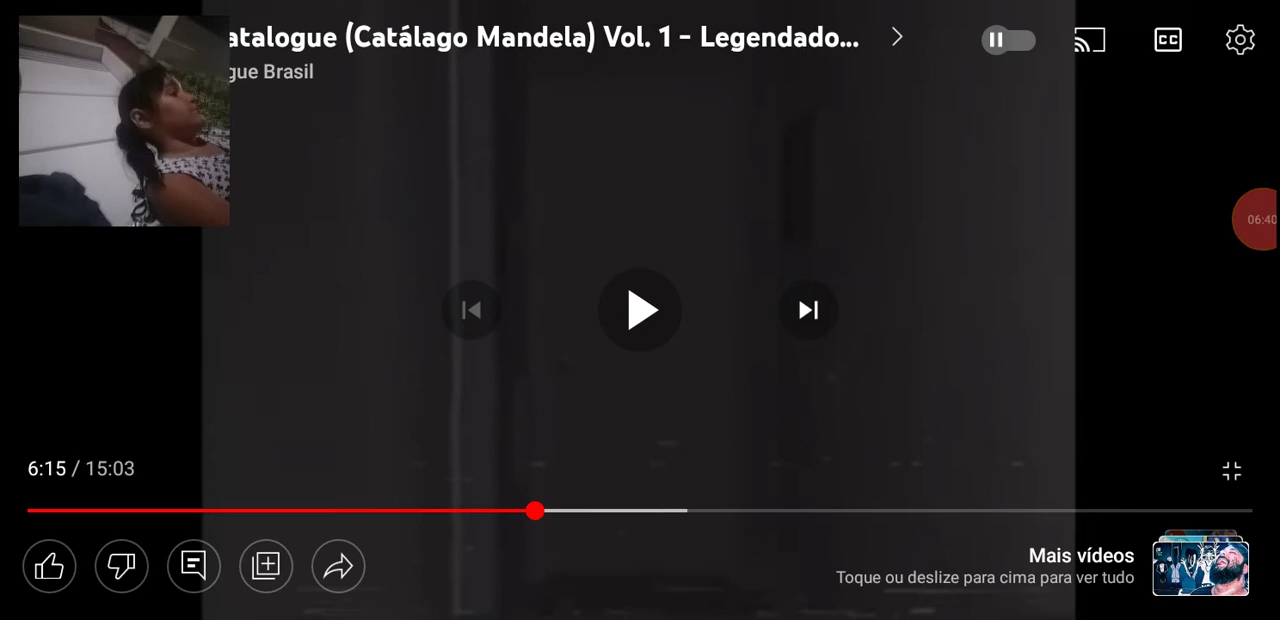 atalogue (Catálago Mandela) Vol. 1 - Legendado...
gue Brasil
CC
06:40
6:15 / 15:03
Mais vídeos
Toque ou deslize para cima para ver tudo